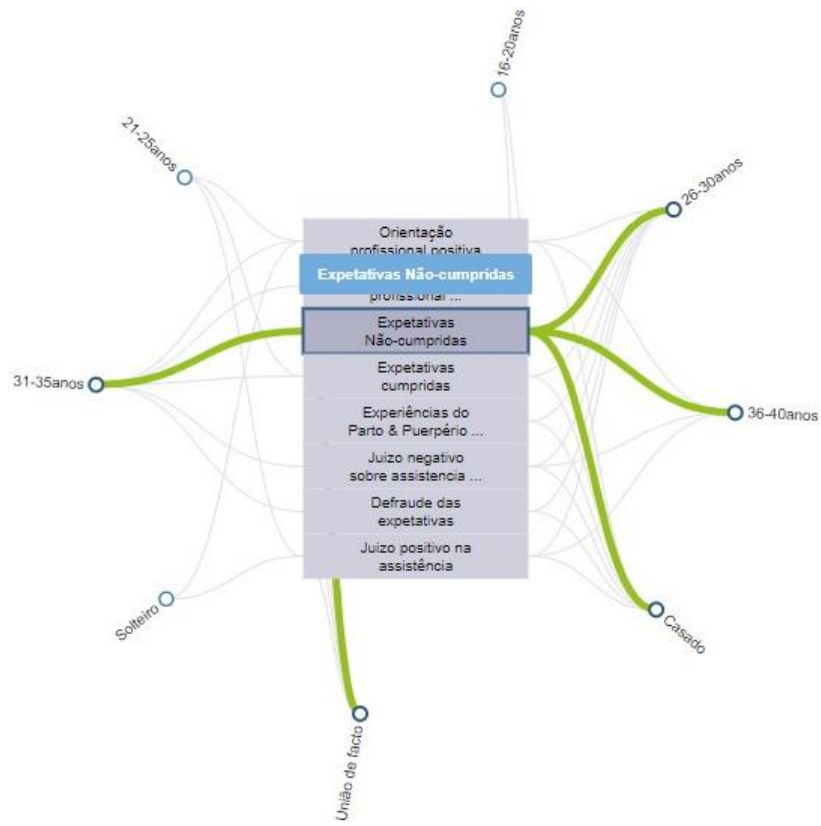 16-20anos
21-25anos
26-30anos
Orientação
profissional positiva
Expetativas Não-cumpridas
profissional ...
Expetativas
Não-cumpridas
31-35anos
Expetativas
cumpridas
36-40anos
Experiências do
Parto & Puerpério ...
Juizo negativo
sobre assistencia ...
Defraude das
expetativas
Juizo positivo na
assistência
Solteiro
Casado
União de facto